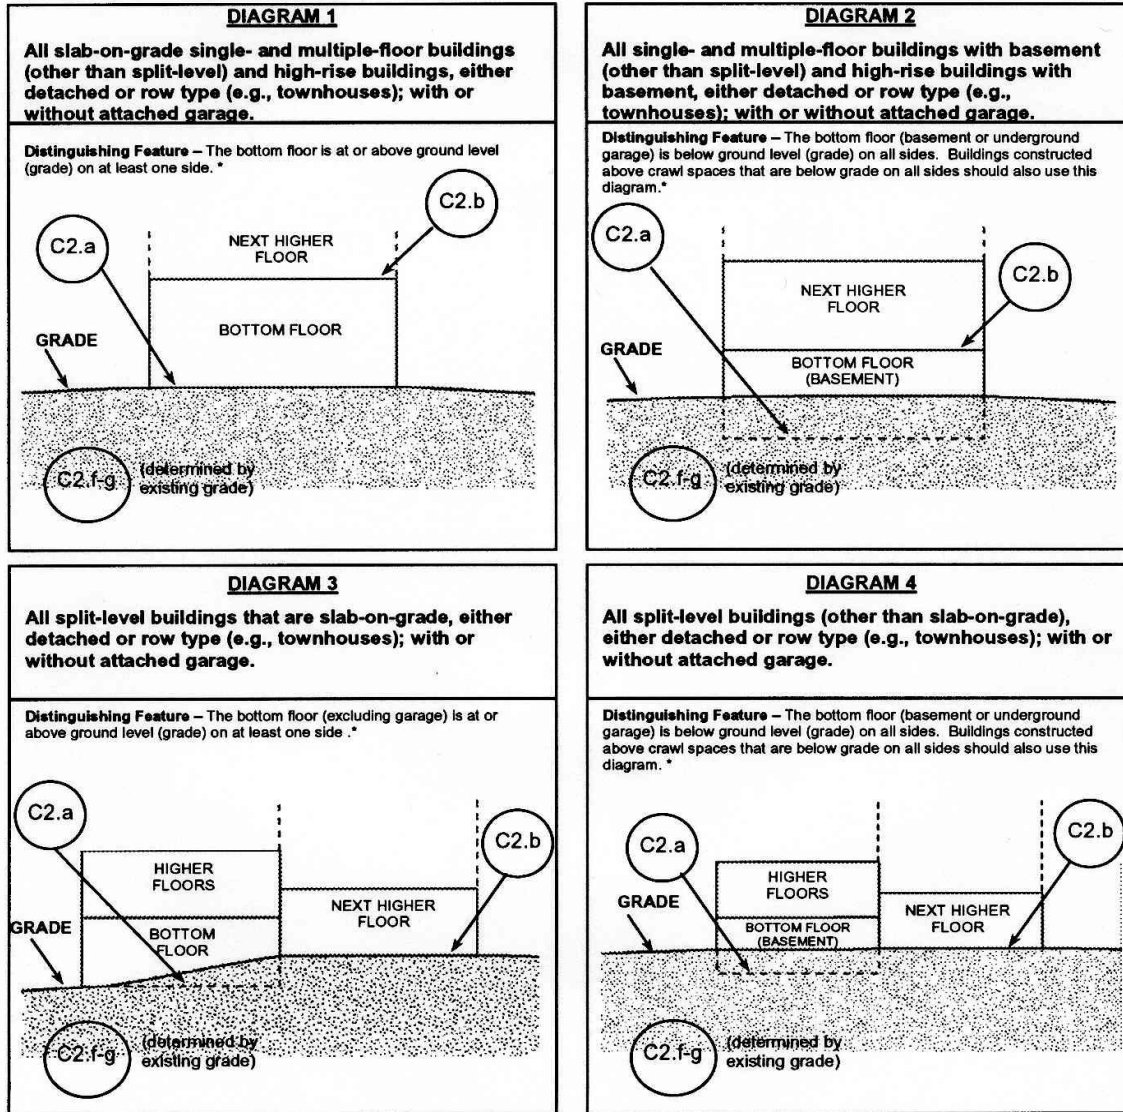 DIAGRAM 1
All slab-on-grade single- and multiple-floor buildings
(other than split-level) and high-rise buildings, either
detached or row type (e.g., townhouses); with or
without attached garage.
Distinguishing Feature – The bottom floor is at or above ground level
(grade) on at least one side. *
C2.b
C2.a
NEXT HIGHER
FLOOR
BOTTOM FLOOR
GRADE
C2.f-g
(determined by
existing grade)
DIAGRAM 2
All single- and multiple-floor buildings with basement
(other than split-level) and high-rise buildings with
basement, either detached or row type (e.g.,
townhouses); with or without attached garage.
Distinguishing Feature – The bottom floor (basement or underground
garage) is below ground level (grade) on all sides. Buildings constructed
above crawl spaces that are below grade on all sides should also use this
diagram.*
C2.a
C2.b
NEXT HIGHER
FLOOR
GRADE
BOTTOM FLOOR
(BASEMENT)
C2.f-g
(determined by
existing grade)
DIAGRAM 3
All split-level buildings that are slab-on-grade, either
detached or row type (e.g., townhouses); with or
without attached garage.
Distinguishing Feature – The bottom floor (excluding garage) is at or
above ground level (grade) on at least one side .*
C2.a
C2.b
HIGHER
FLOORS
NEXT HIGHER
FLOOR
GRADE
BOTTOM
FLOOR
C2.f-g
(determined by
existing grade)
DIAGRAM 4
All split-level buildings (other than slab-on-grade),
either detached or row type (e.g., townhouses); with or
without attached garage.
Distinguishing Feature – The bottom floor (basement or underground
garage) is below ground level (grade) on all sides. Buildings constructed
above crawl spaces that are below grade on all sides should also use this
diagram. *
C2.a
C2.b
HIGHER
FLOORS
GRADE
NEXT HIGHER
FLOOR
BOTTOM FLOOR
(BASEMENT)
C2.f-g
(determined by
existing grade)